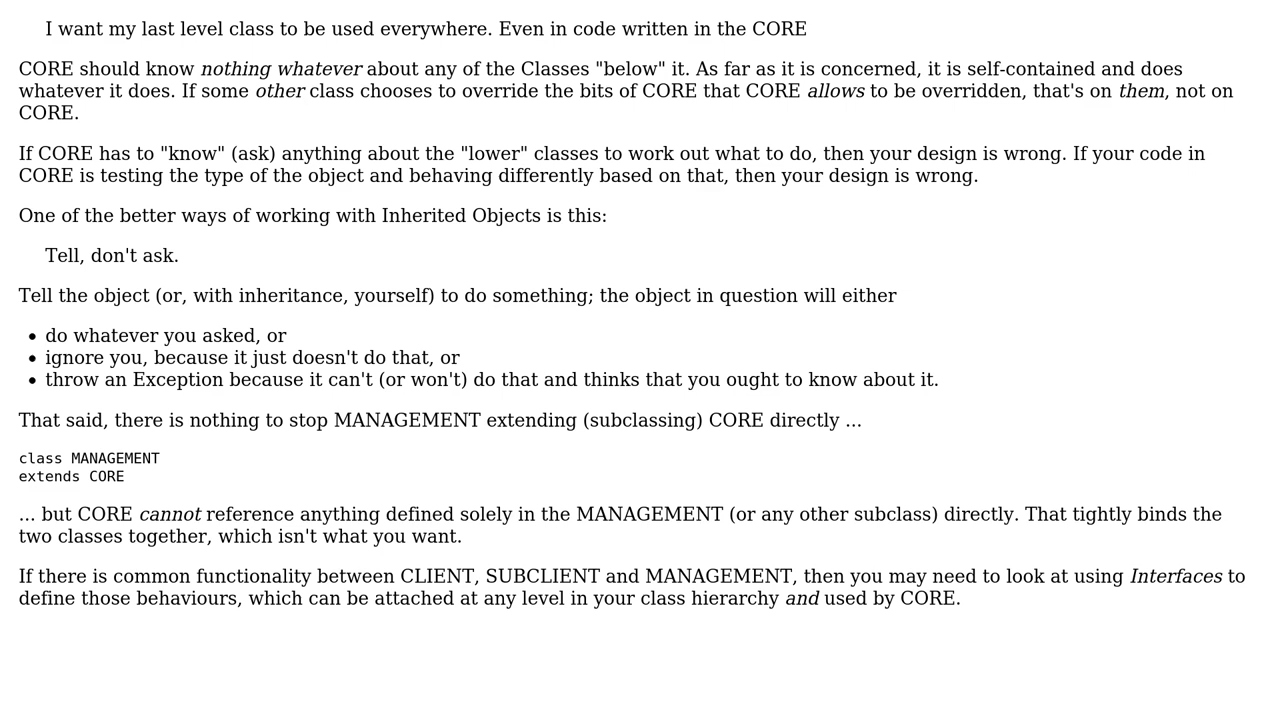 I want my last level class to be used everywhere. Even in code written in the CORE
CORE should know nothing whatever about any of the Classes "below" it. As far as it is concerned, it is self-contained and does
whatever it does. If some other class chooses to override the bits of CORE that CORE allows to be overridden, that's on them, not on
CORE.
If CORE has to "know" (ask) anything about the "lower" classes to work out what to do, then your design is wrong. If your code in
CORE is testing the type of the object and behaving differently based on that, then your design is wrong.
One of the better ways of working with Inherited Objects is this:
Tell, don't ask.
Tell the object (or, with inheritance, yourself) to do something; the object in question will either
• do whatever you asked, or
• ignore you, because it just doesn't do that, or
• throw an Exception because it can't (or won't) do that and thinks that you ought to know about it.
That said, there is nothing to stop MANAGEMENT extending (subclassing) CORE directly ...
class MANAGEMENT
extends CORE
... but CORE cannot reference anything defined solely in the MANAGEMENT (or any other subclass) directly. That tightly binds the
two classes together, which isn't what you want.
If there is common functionality between CLIENT, SUBCLIENT and MANAGEMENT, then you may need to look at using Interfaces to
define those behaviours, which can be attached at any level in your class hierarchy and used by CORE.